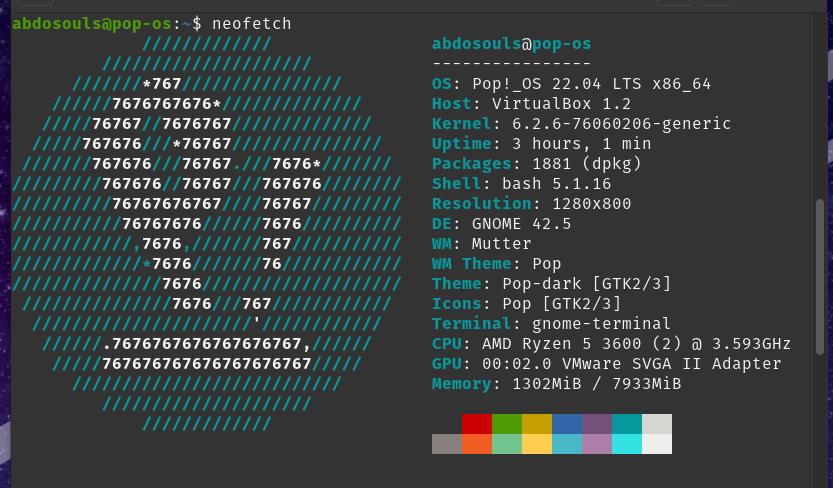 abdosouls@pop-os:~$ neofetch
/////////////
/////////////////////
///////*767////////////////
//////7676767676*//////////////
/////76767//7676767//////////////
/////767676///*76767///////////////
///////767676///76767.///7676*///////
/////////767676//76767///767676////////
//////////76767676767////76767/////////
///////////76767676//////7676//////////
////////////,7676,///////767///////////
/////////////*7676///////76////////////
///////////////7676////////////////////
///////////////7676///767////////////
//////////////////////'////////////
//////.7676767676767676767,//////
/////767676767676767676767/////
///////////////////////////
/////////////////////
/////////////
abdosouls@pop-os
----------------
OS: Pop!_OS 22.04 LTS x86_64
Host: VirtualBox 1.2
Kernel: 6.2.6-76060206-generic
Uptime: 3 hours, 1 min
Packages: 1881 (dpkg)
Shell: bash 5.1.16
Resolution: 1280x800
DE: GNOME 42.5
WM: Mutter
WM Theme: Pop
Theme: Pop-dark [GTK2/3]
Icons: Pop [GTK2/3]
Terminal: gnome-terminal
CPU: AMD Ryzen 5 3600 (2) @ 3.593GHz
GPU: 00:02.0 VMware SVGA II Adapter
Memory: 1302MiB / 7933MiB